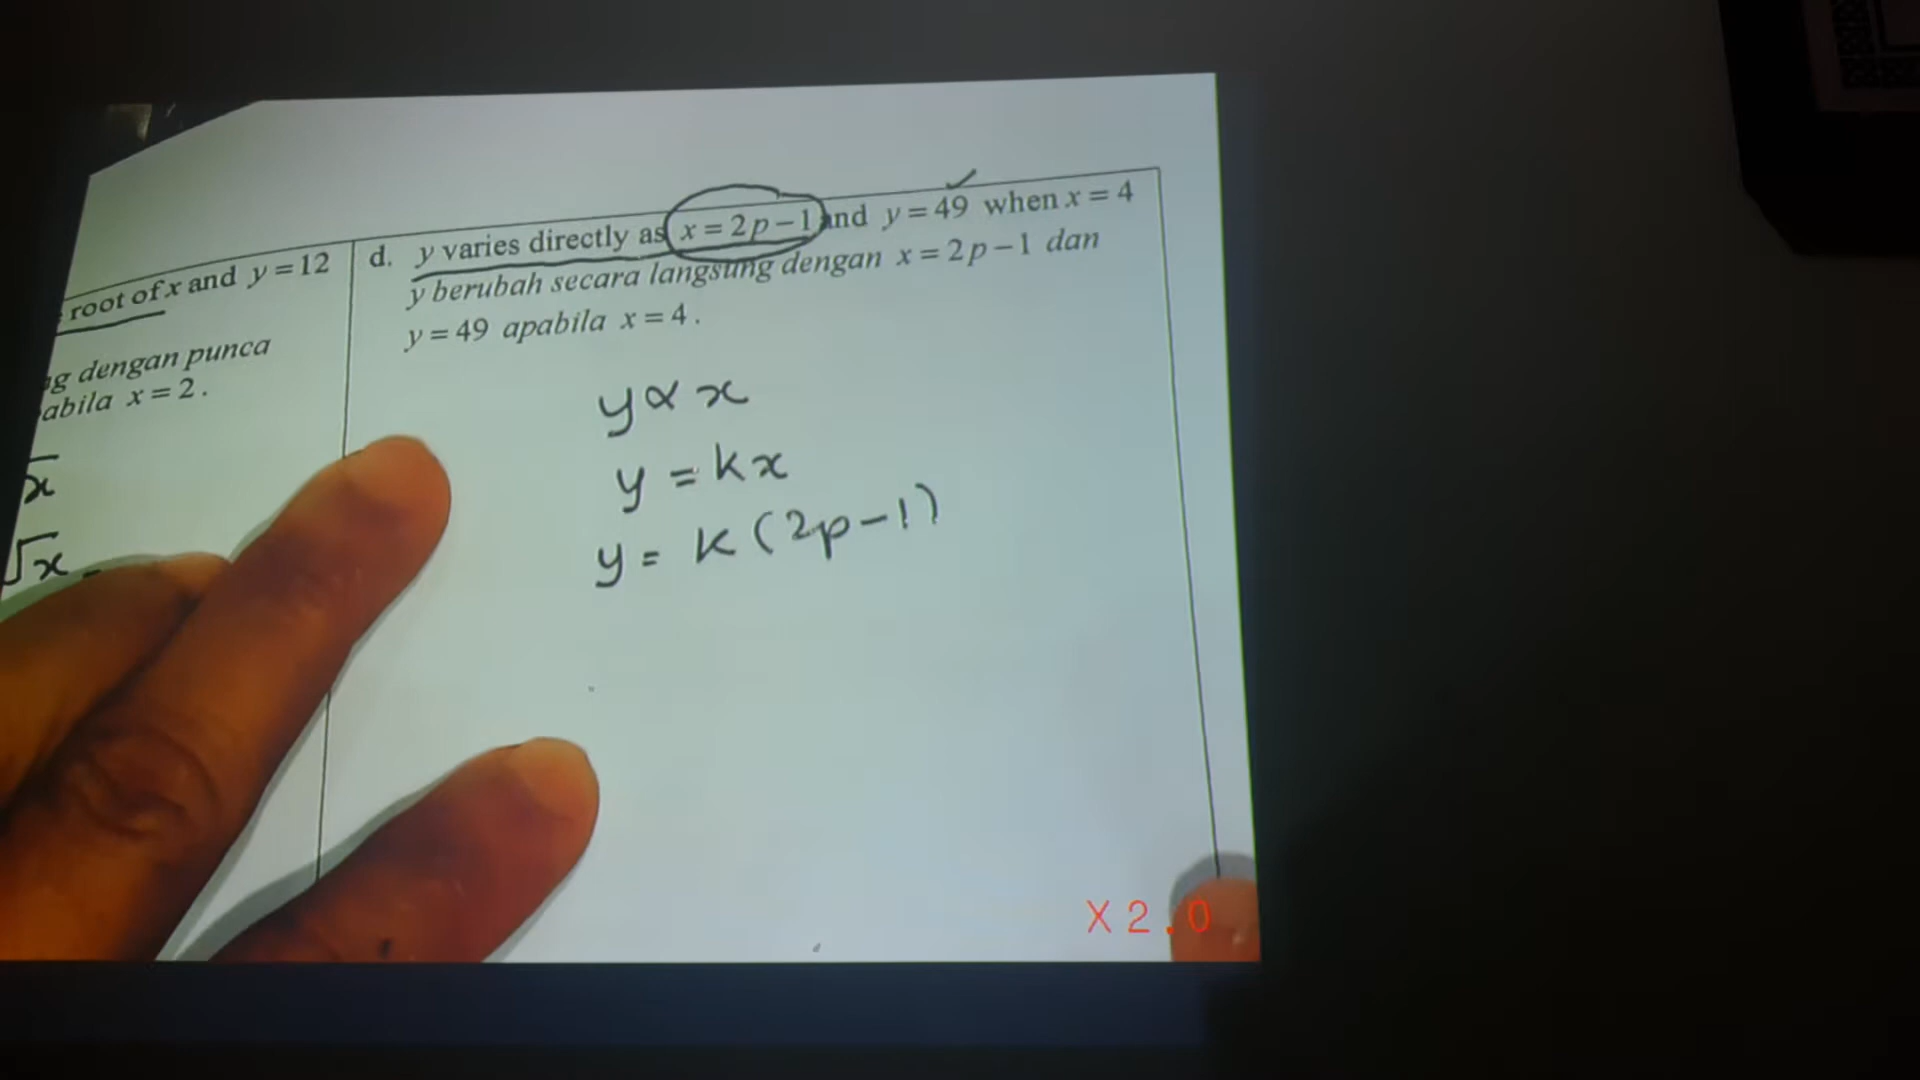 root of x and y = 12
g dengan punca
abila x = 2.
x
√x
d. y varies directly as x = 2p − 1 and y = 49 when x = 4
y berubah secara langsung dengan x = 2p − 1 dan
y = 49 apabila x = 4.
y ∝ x
y = kx
y = k (2p − 1)
X2.0